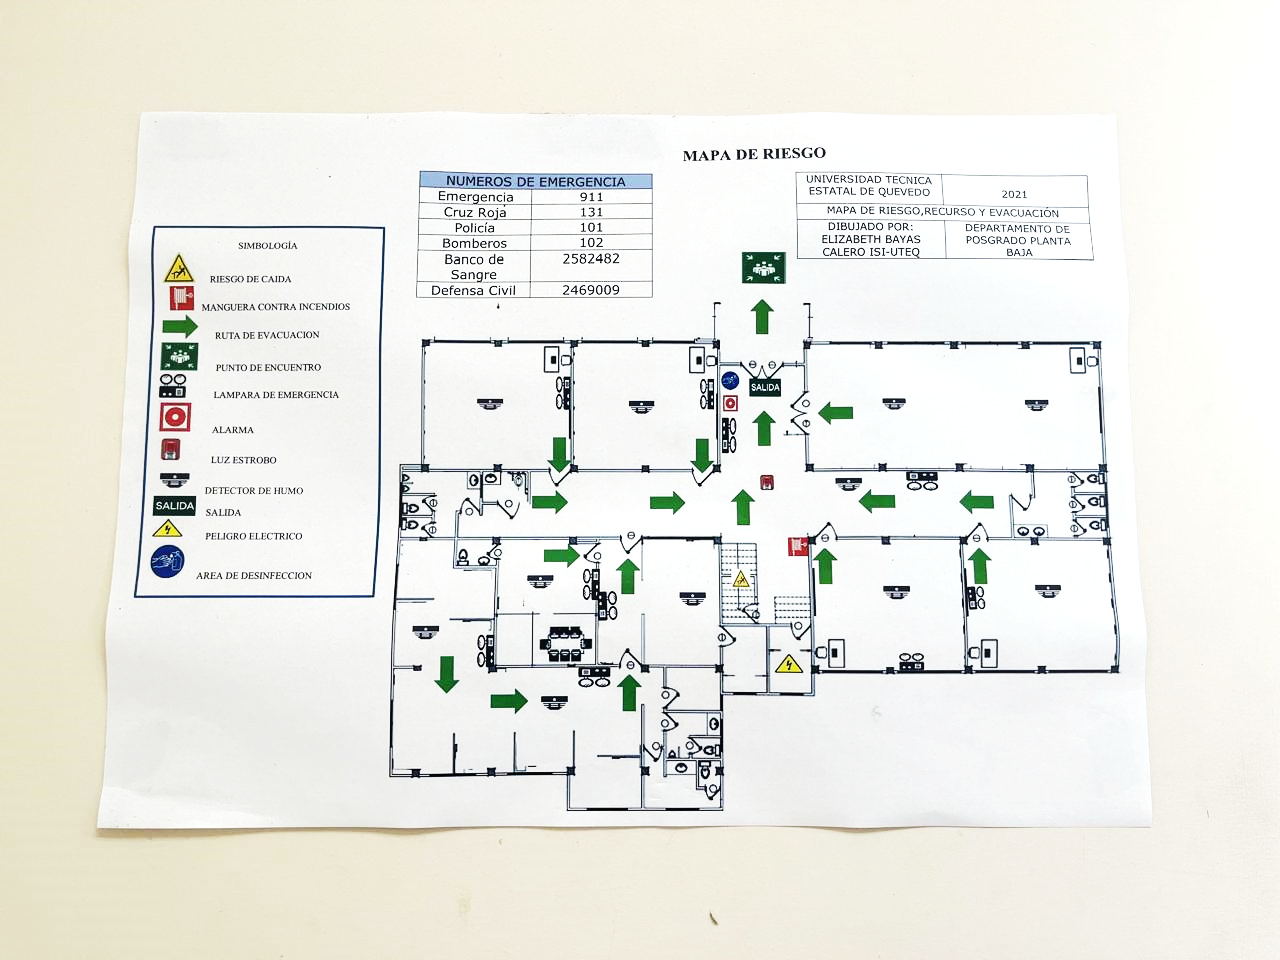 MAPA DE RIESGO
NUMEROS DE EMERGENCIA
Emergencia 911
Cruz Roja 131
Policía 101
Bomberos 102
Banco de Sangre 2582482
Defensa Civil 2469009
UNIVERSIDAD TECNICA
ESTATAL DE QUEVEDO
2021
MAPA DE RIESGO,RECURSO Y EVACUACIÓN
DIBUJADO POR:
ELIZABETH BAYAS
CALERO ISI-UTEQ
DEPARTAMENTO DE
POSGRADO PLANTA
BAJA
SIMBOLOGÍA
RIESGO DE CAIDA
MANGUERA CONTRA INCENDIOS
RUTA DE EVACUACION
PUNTO DE ENCUENTRO
LAMPARA DE EMERGENCIA
ALARMA
LUZ ESTROBO
DETECTOR DE HUMO
SALIDA SALIDA
PELIGRO ELECTRICO
AREA DE DESINFECCION
SALIDA